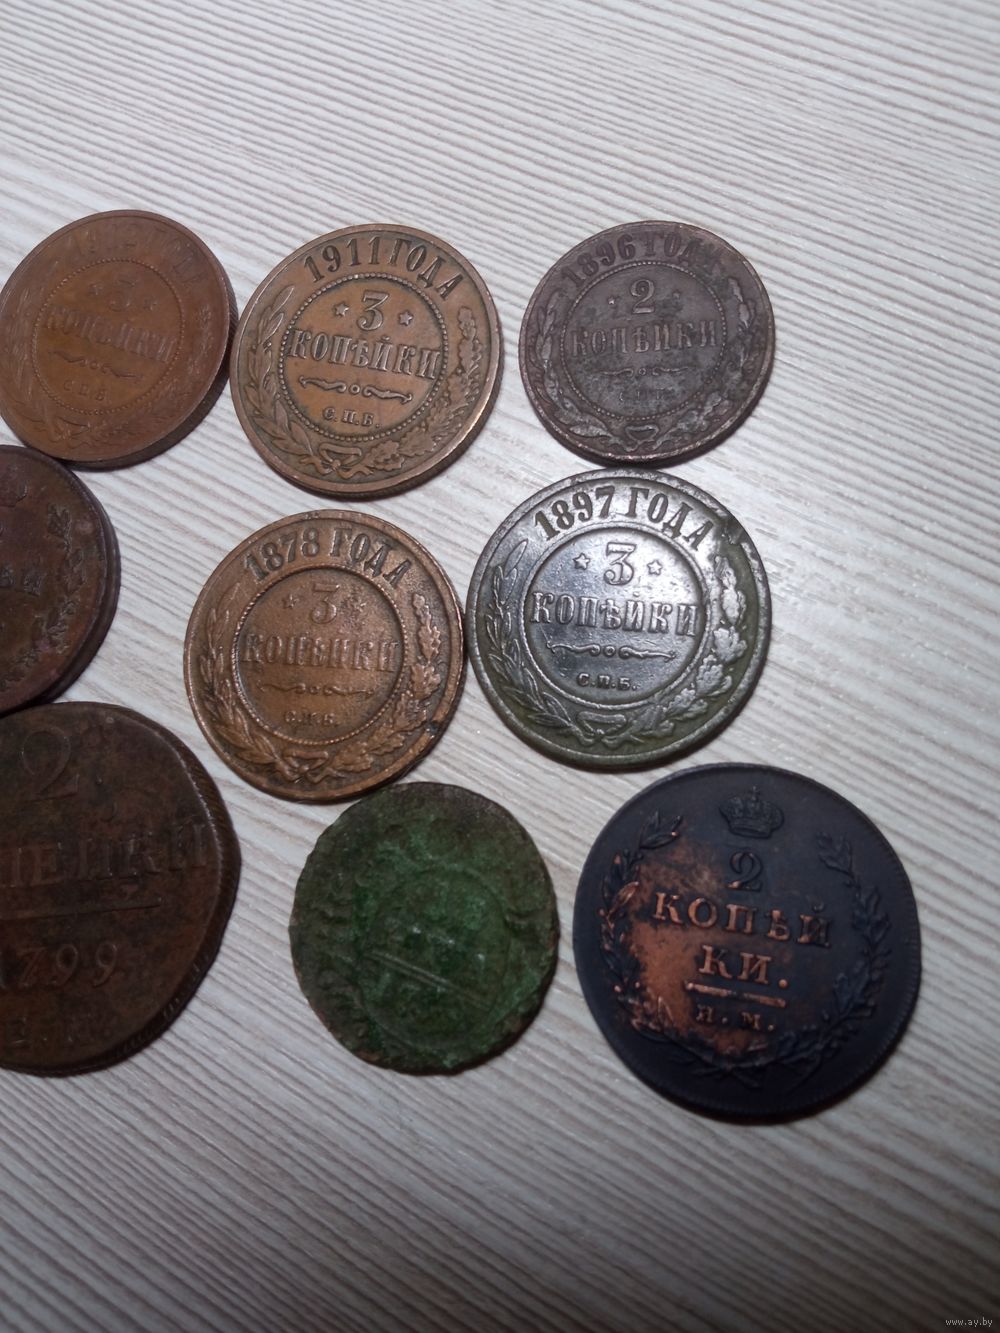 3
КОПѢЙКИ
С.П.Б.
1911 ГОДА
3
КОПѢЙКИ
С.П.Б.
1896 ГОДА
2
КОПѢЙКИ
1878 ГОДА
3
КОПѢЙКИ
С.П.Б.
1897 ГОДА
3
КОПѢЙКИ
С.П.Б.
2
1799
2
КОПѢЙ
КИ.
www.ay.by